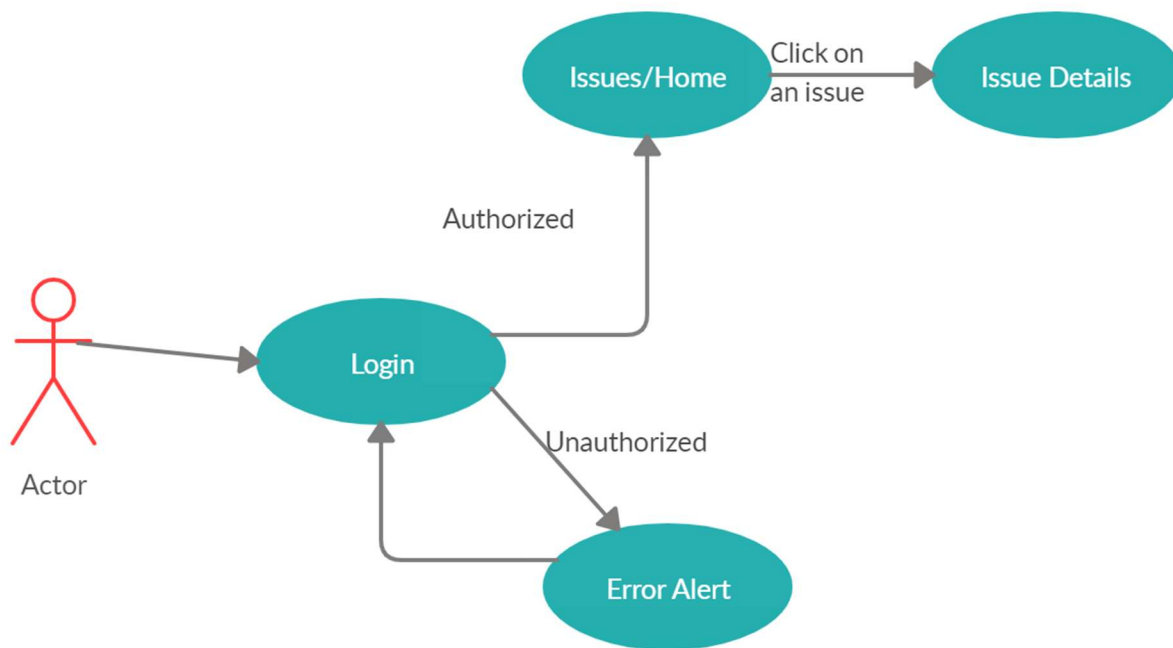 Issues/Home
Click on
an issue
Issue Details
Authorized
Login
Unauthorized
Actor
Error Alert